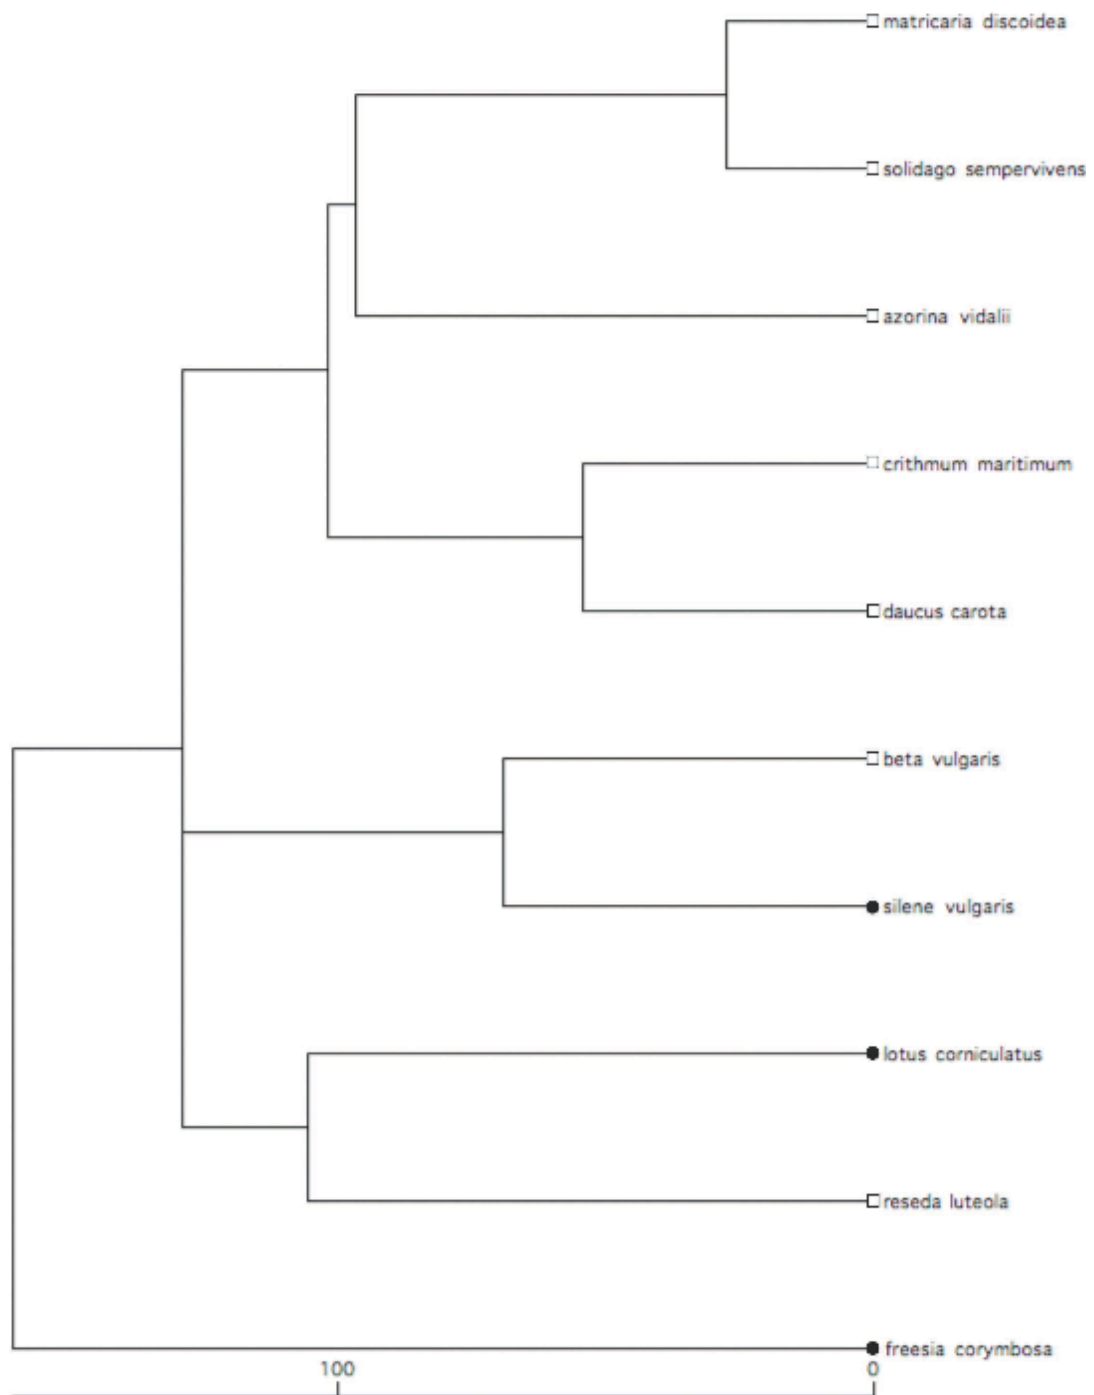 matricaria discoidea
solidago sempervivens
azorina vidalii
crithmum maritimum
daucus carota
beta vulgaris
silene vulgaris
lotus corniculatus
reseda luteola
freesia corymbosa
100 0